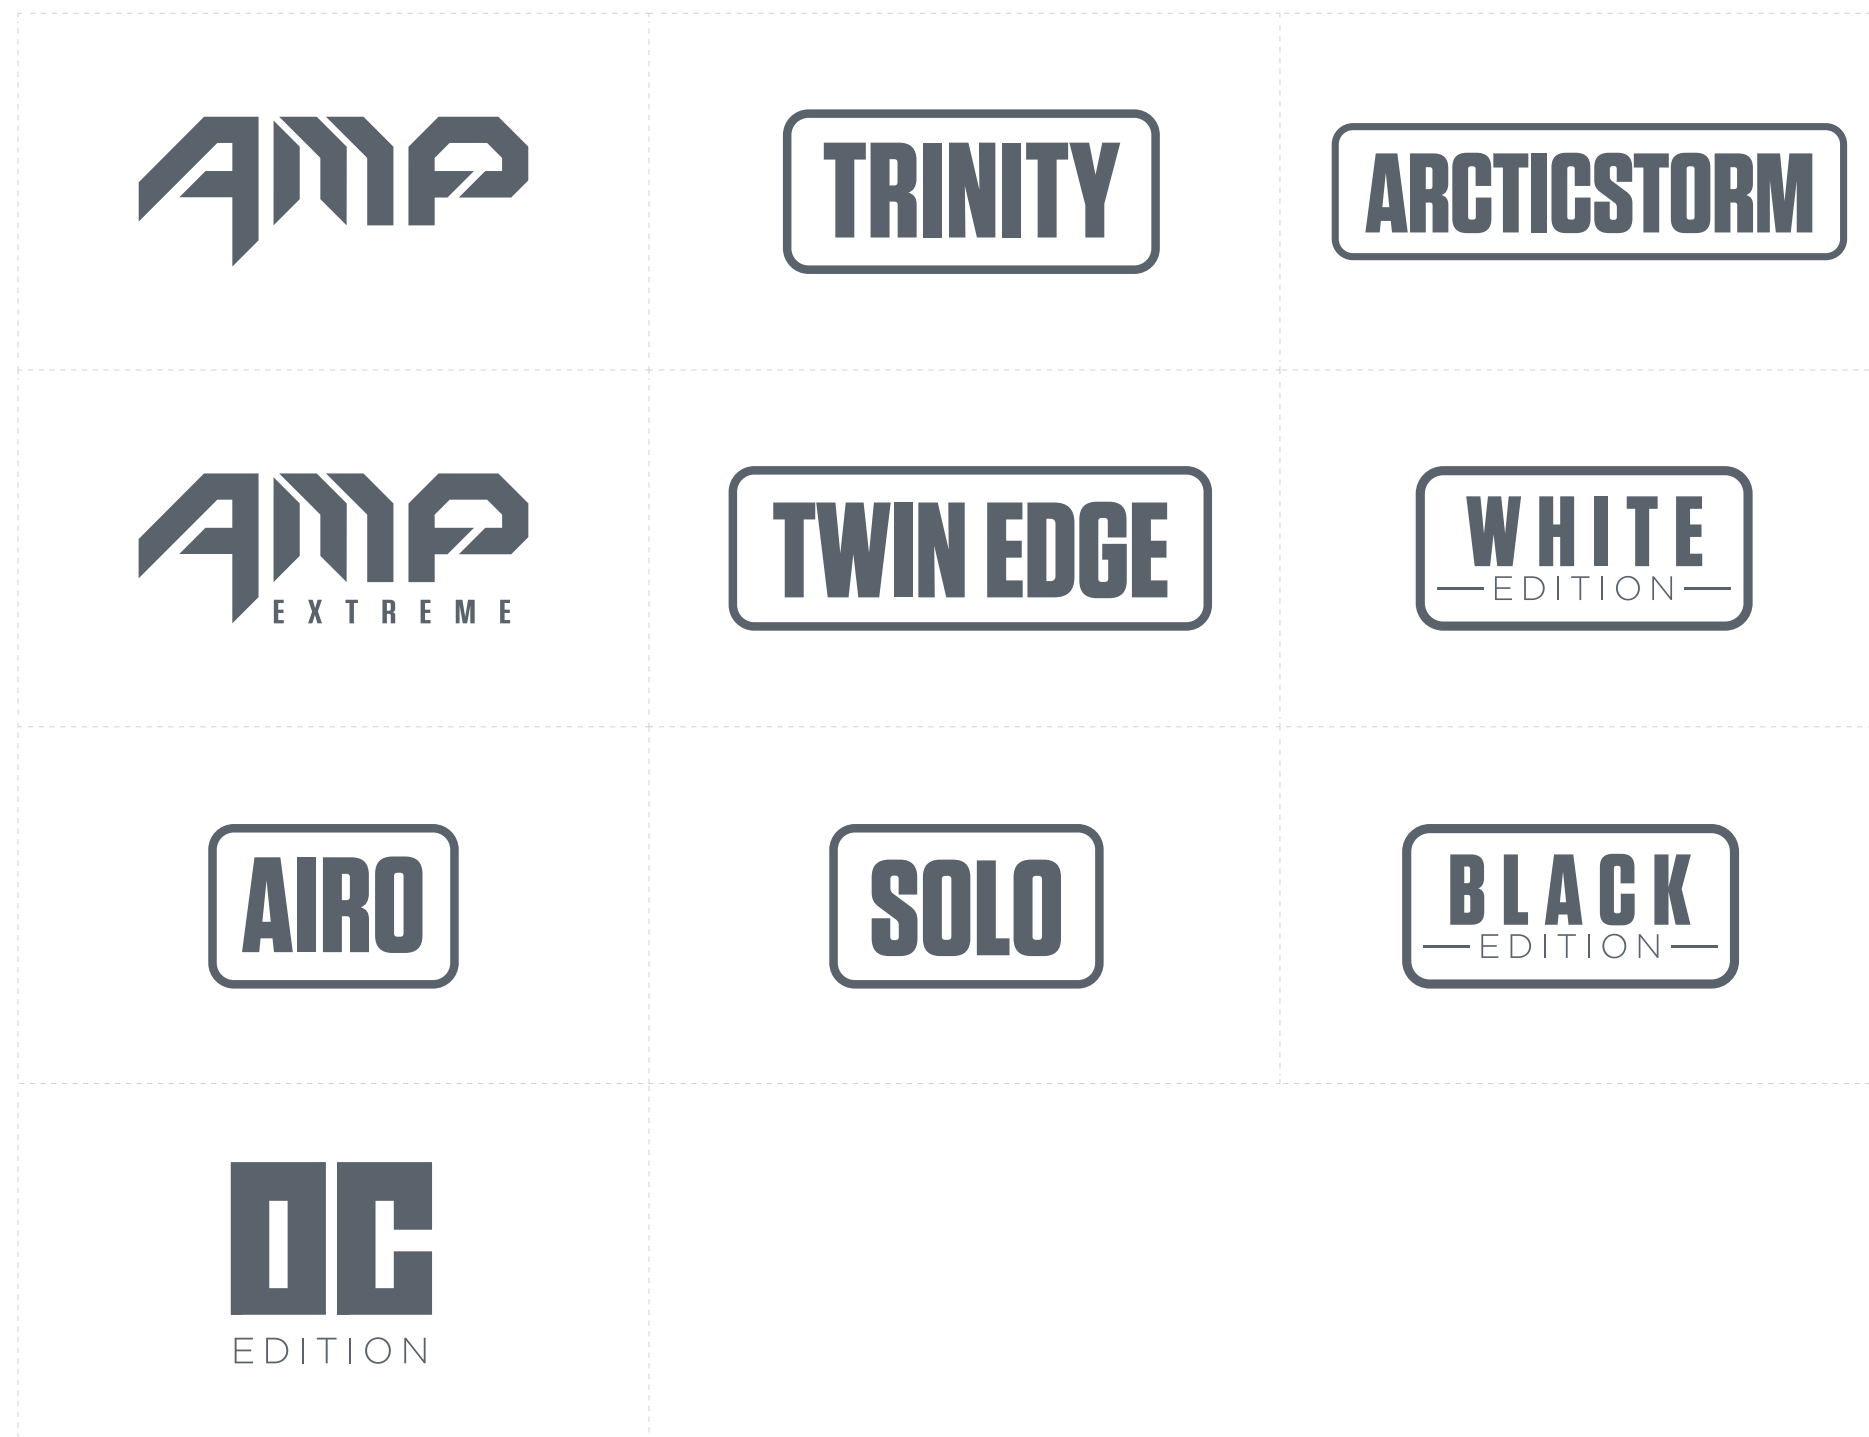 AMP
TRINITY
ARCTICSTORM
AMP
EXTREME
TWIN EDGE
WHITE
EDITION
AIRO
SOLO
BLACK
EDITION
OC
EDITION